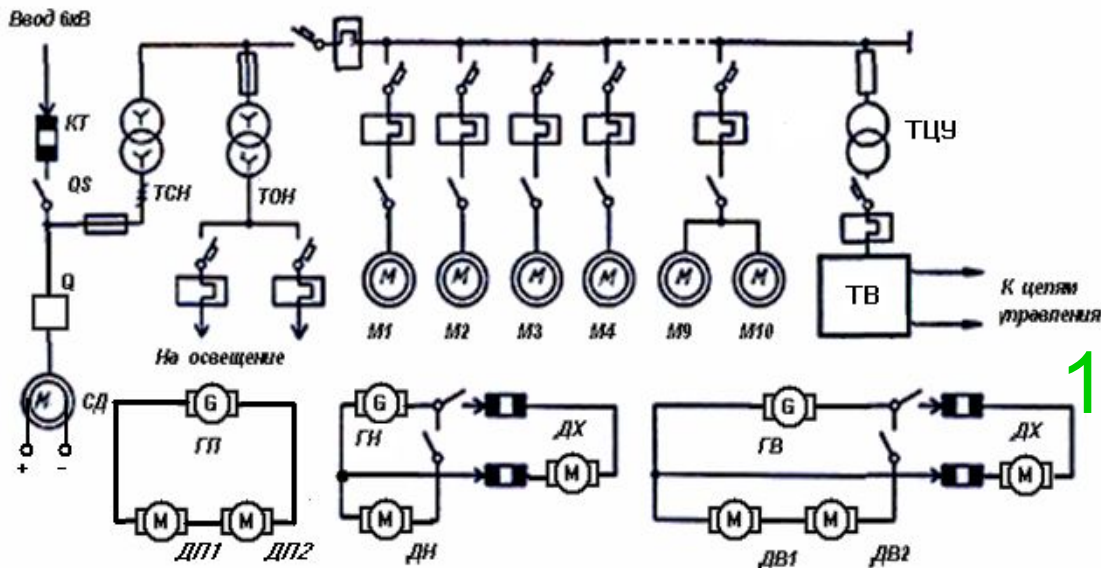 Ввод 6кВ
КТ
QS
ТСН
ТОН
Q
ТЦУ
ТВ
К цепям
управления
М М М М М М
М1 М2 М3 М4 М9 М10
На освещение
1
М СД
+ -
G
ГП
М М
ДП1 ДП2
G
ГН
ДХ
М
М
ДН
G
ГВ
ДХ
М
М М
ДВ1 ДВ2